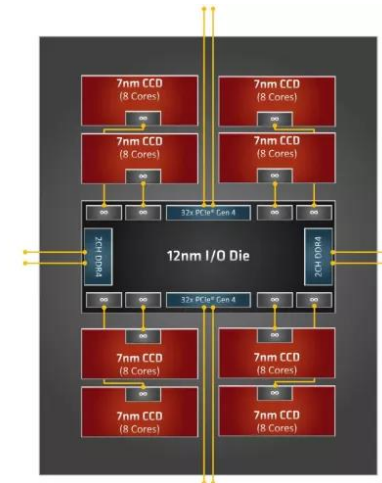 7nm CCD
(8 Cores)
∞
7nm CCD
(8 Cores)
∞
7nm CCD
(8 Cores)
∞
7nm CCD
(8 Cores)
∞
∞
∞
32x PCIe® Gen 4
∞
∞
2CH DDR4
12nm I/O Die
2CH DDR4
∞
∞
32x PCIe® Gen 4
∞
∞
∞
7nm CCD
(8 Cores)
∞
7nm CCD
(8 Cores)
∞
7nm CCD
(8 Cores)
∞
7nm CCD
(8 Cores)